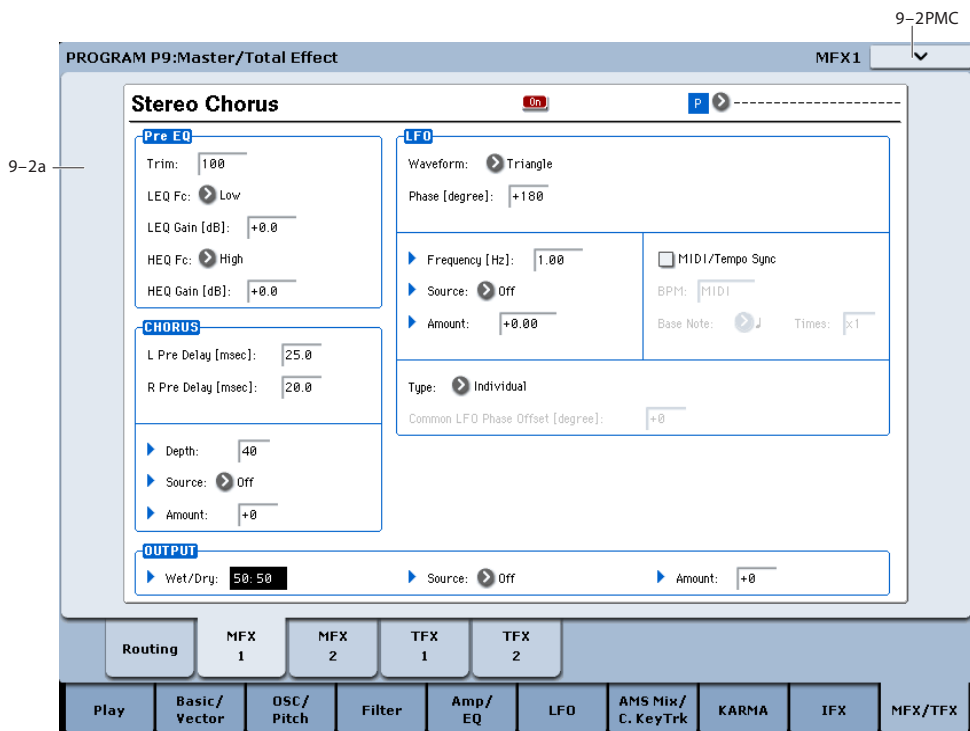 9–2PMC
PROGRAM P9:Master/Total Effect MFX1
9–2a
Stereo Chorus On P
Pre EQ
Trim: 100
LEQ Fc: Low
LEQ Gain [dB]: +0.0
HEQ Fc: High
HEQ Gain [dB]: +0.0
CHORUS
L Pre Delay [msec]: 25.0
R Pre Delay [msec]: 20.0
Depth: 40
Source: Off
Amount: +0
LFO
Waveform: Triangle
Phase [degree]: +180
Frequency [Hz]: 1.00
Source: Off
Amount: +0.00
MIDI/Tempo Sync
BPM: MIDI
Base Note: ♩ Times: x1
Type: Individual
Common LFO Phase Offset [degree]: +0
OUTPUT
Wet/Dry: 50:50 Source: Off Amount: +0
Routing
MFX
1
MFX
2
TFX
1
TFX
2
Play
Basic/
Vector
OSC/
Pitch
Filter
Amp/
EQ
LFO
AMS Mix/
C. KeyTrk
KARMA
IFX
MFX/TFX